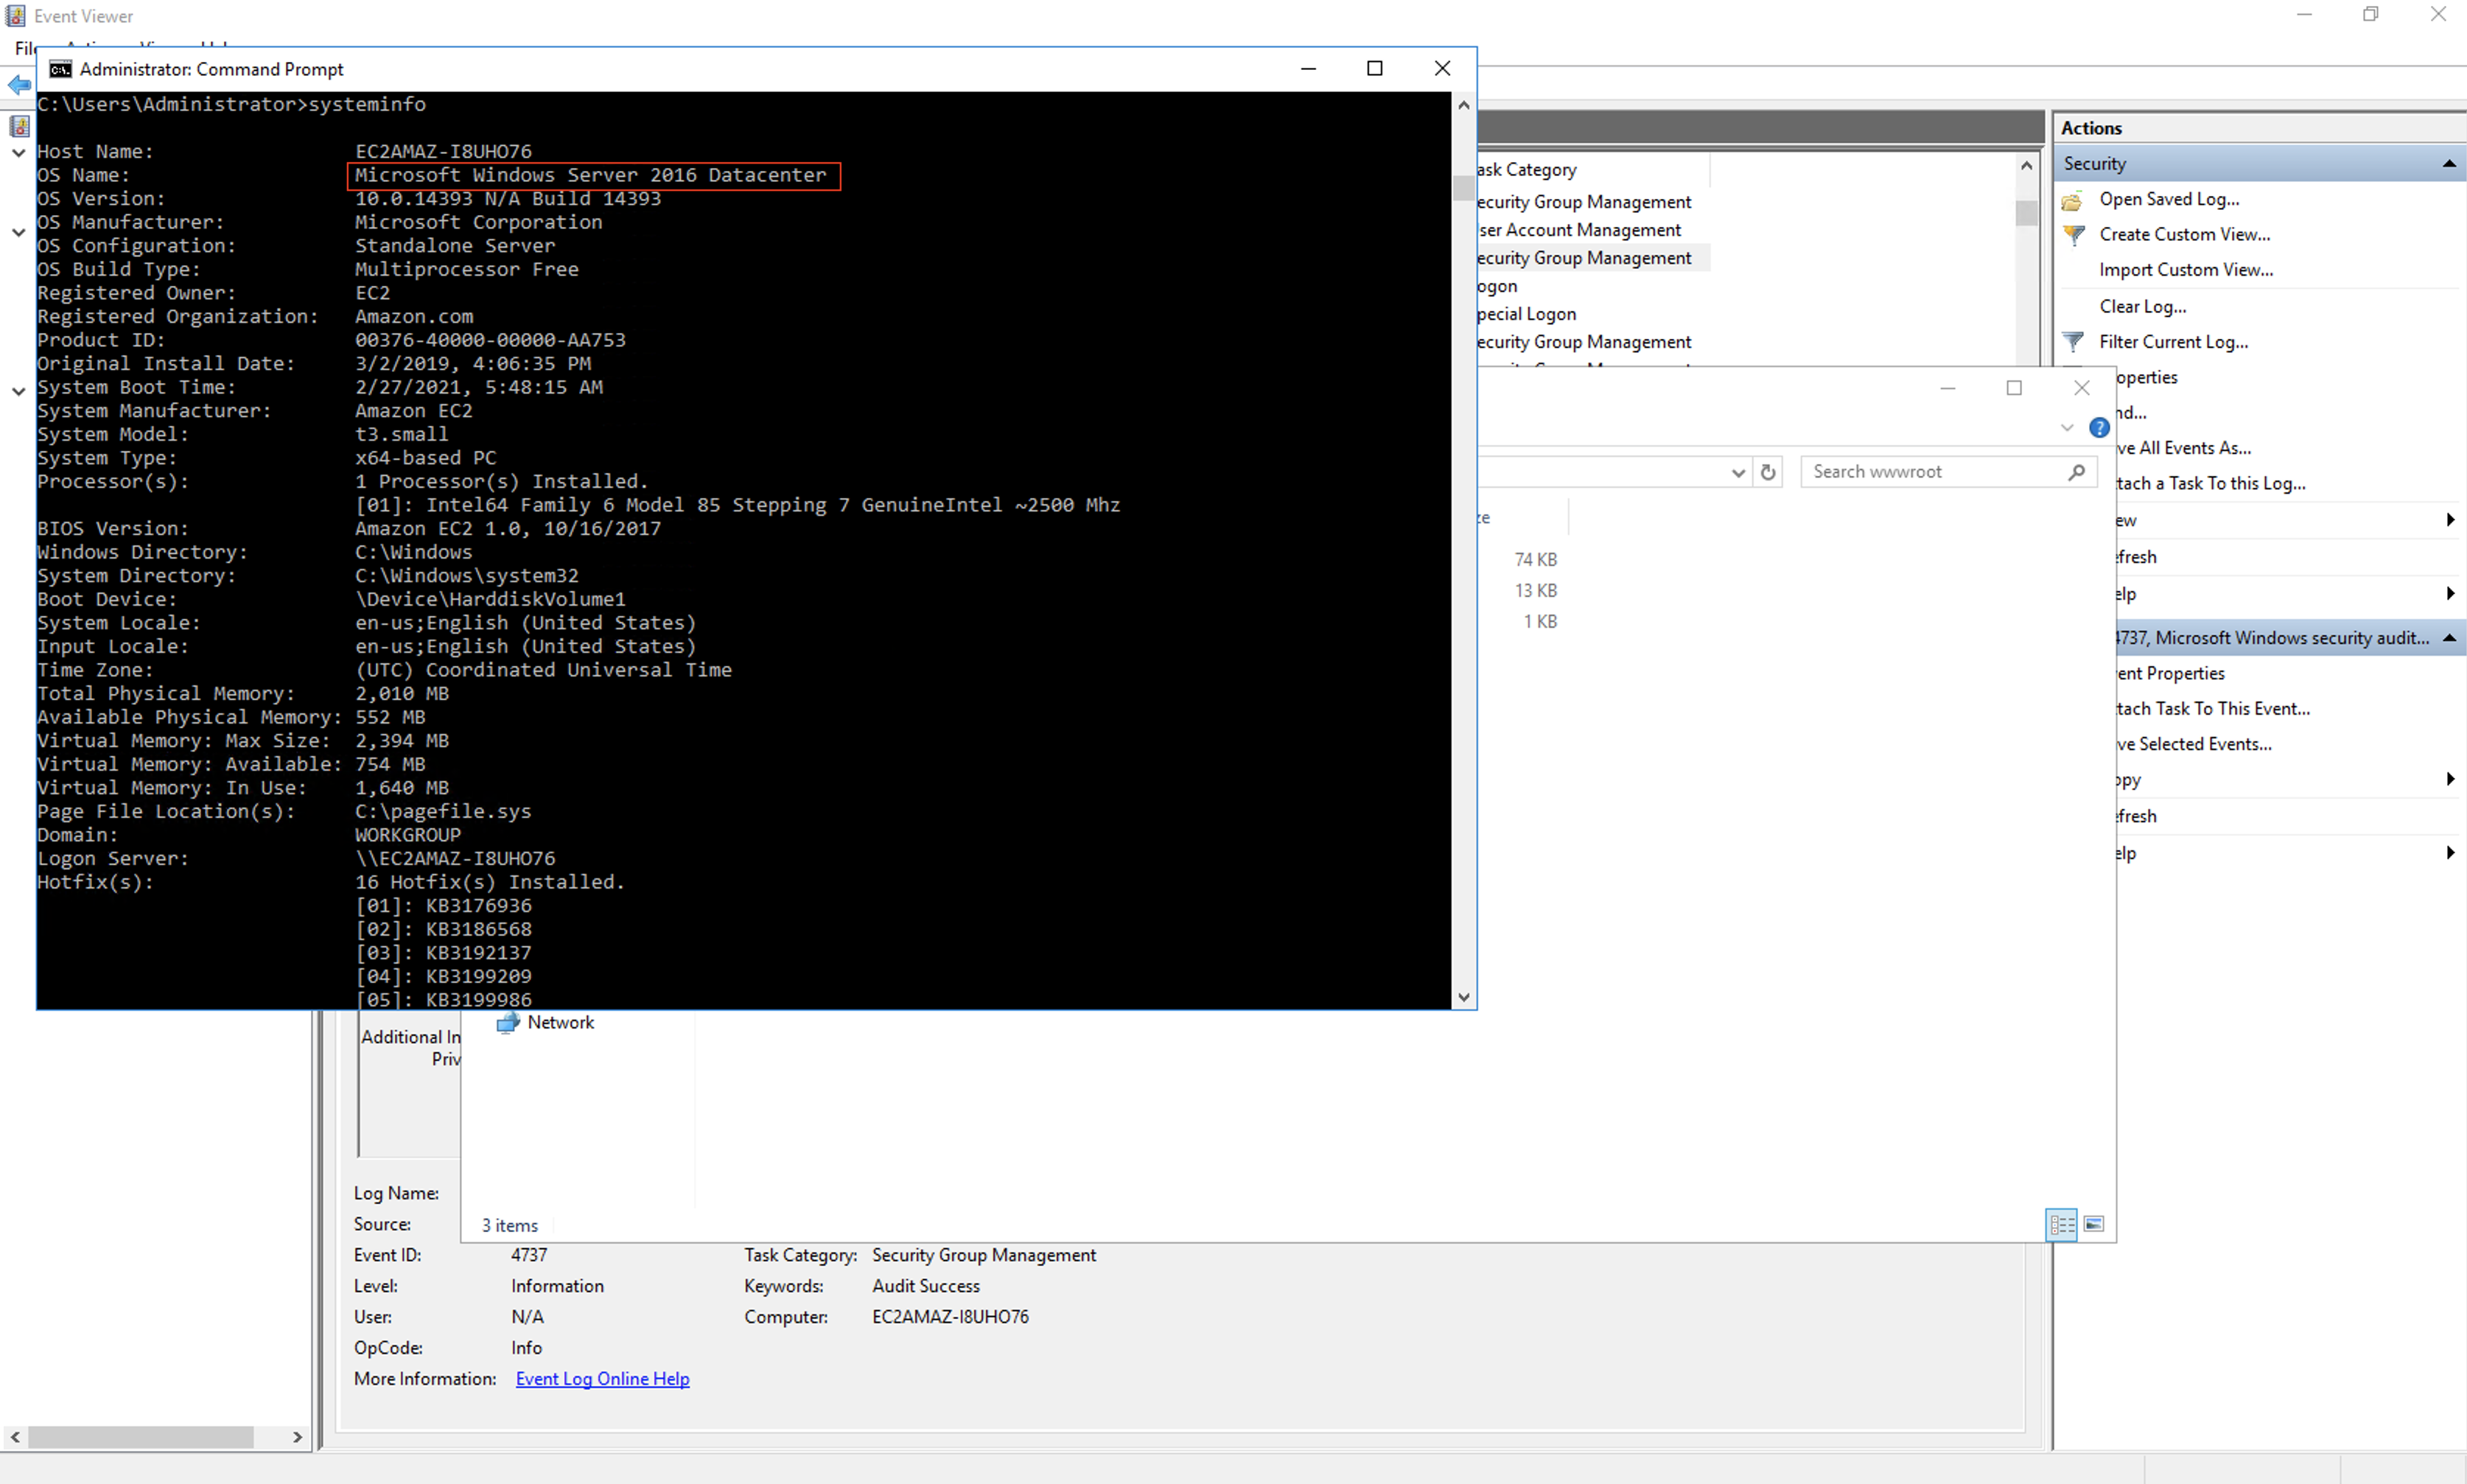 Event Viewer
Administrator: Command Prompt
C:\Users\Administrator>systeminfo
Host Name: EC2AMAZ-I8UHO76
OS Name: Microsoft Windows Server 2016 Datacenter
OS Version: 10.0.14393 N/A Build 14393
OS Manufacturer: Microsoft Corporation
OS Configuration: Standalone Server
OS Build Type: Multiprocessor Free
Registered Owner: EC2
Registered Organization: Amazon.com
Product ID: 00376-40000-00000-AA753
Original Install Date: 3/2/2019, 4:06:35 PM
System Boot Time: 2/27/2021, 5:48:15 AM
System Manufacturer: Amazon EC2
System Model: t3.small
System Type: x64-based PC
Processor(s): 1 Processor(s) Installed.
[01]: Intel64 Family 6 Model 85 Stepping 7 GenuineIntel ~2500 Mhz
BIOS Version: Amazon EC2 1.0, 10/16/2017
Windows Directory: C:\Windows
System Directory: C:\Windows\system32
Boot Device: \Device\HarddiskVolume1
System Locale: en-us;English (United States)
Input Locale: en-us;English (United States)
Time Zone: (UTC) Coordinated Universal Time
Total Physical Memory: 2,010 MB
Available Physical Memory: 552 MB
Virtual Memory: Max Size: 2,394 MB
Virtual Memory: Available: 754 MB
Virtual Memory: In Use: 1,640 MB
Page File Location(s): C:\pagefile.sys
Domain: WORKGROUP
Logon Server: \\EC2AMAZ-I8UHO76
Hotfix(s): 16 Hotfix(s) Installed.
[01]: KB3176936
[02]: KB3186568
[03]: KB3192137
[04]: KB3199209
[05]: KB3199986
ask Category
ecurity Group Management
ser Account Management
ecurity Group Management
ogon
pecial Logon
ecurity Group Management
Search wwwroot
ze
74 KB
13 KB
1 KB
Network
3 items
Additional In
Priv
Log Name:
Source:
Event ID: 4737 Task Category: Security Group Management
Level: Information Keywords: Audit Success
User: N/A Computer: EC2AMAZ-I8UHO76
OpCode: Info
More Information: Event Log Online Help
Actions
Security
Open Saved Log...
Create Custom View...
Import Custom View...
Clear Log...
Filter Current Log...
operties
nd...
ve All Events As...
tach a Task To this Log...
ew
efresh
elp
4737, Microsoft Windows security audit...
ent Properties
tach Task To This Event...
ve Selected Events...
opy
efresh
elp